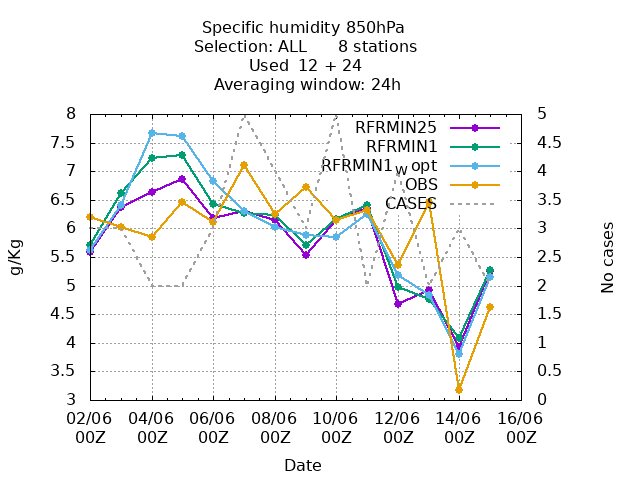 Specific humidity 850hPa
Selection: ALL 8 stations
Used 12 + 24
Averaging window: 24h
RFRMIN25
RFRMIN1
RFRMIN1_w_opt
OBS
CASES
8
7.5
7
6.5
6
5.5
5
4.5
4
3.5
3
g/Kg
5
4.5
4
3.5
3
2.5
2
1.5
1
0.5
0
No cases
02/06 04/06 06/06 08/06 10/06 12/06 14/06 16/06
00Z 00Z 00Z 00Z 00Z 00Z 00Z 00Z
Date